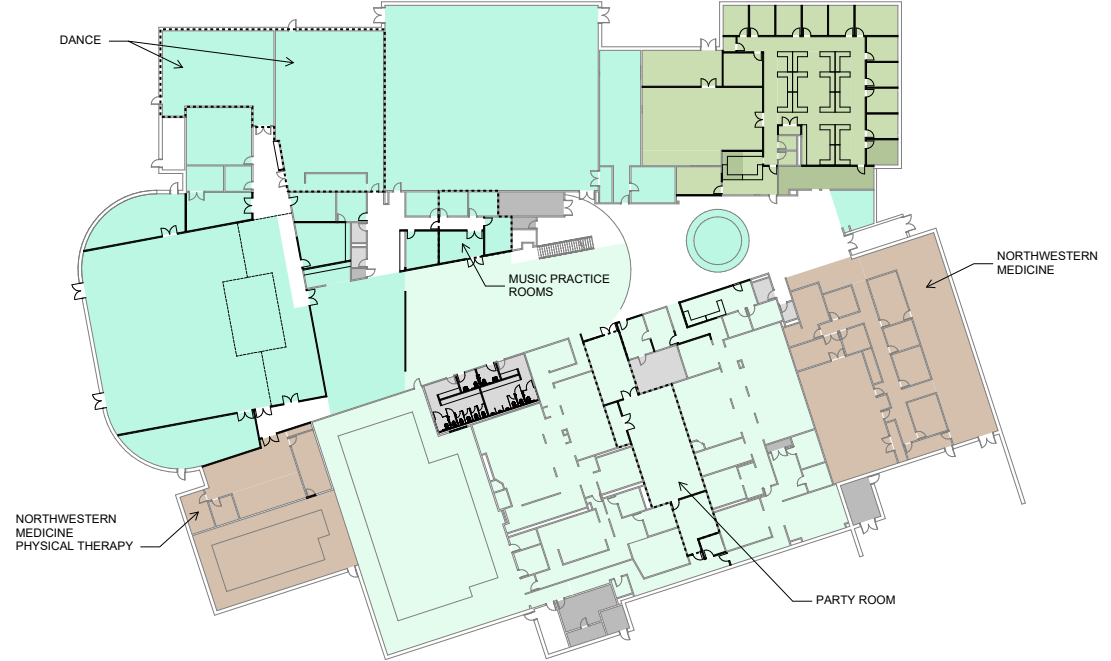 DANCE
NORTHWESTERN
MEDICINE
MUSIC PRACTICE
ROOMS
NORTHWESTERN
MEDICINE
PHYSICAL THERAPY
PARTY ROOM